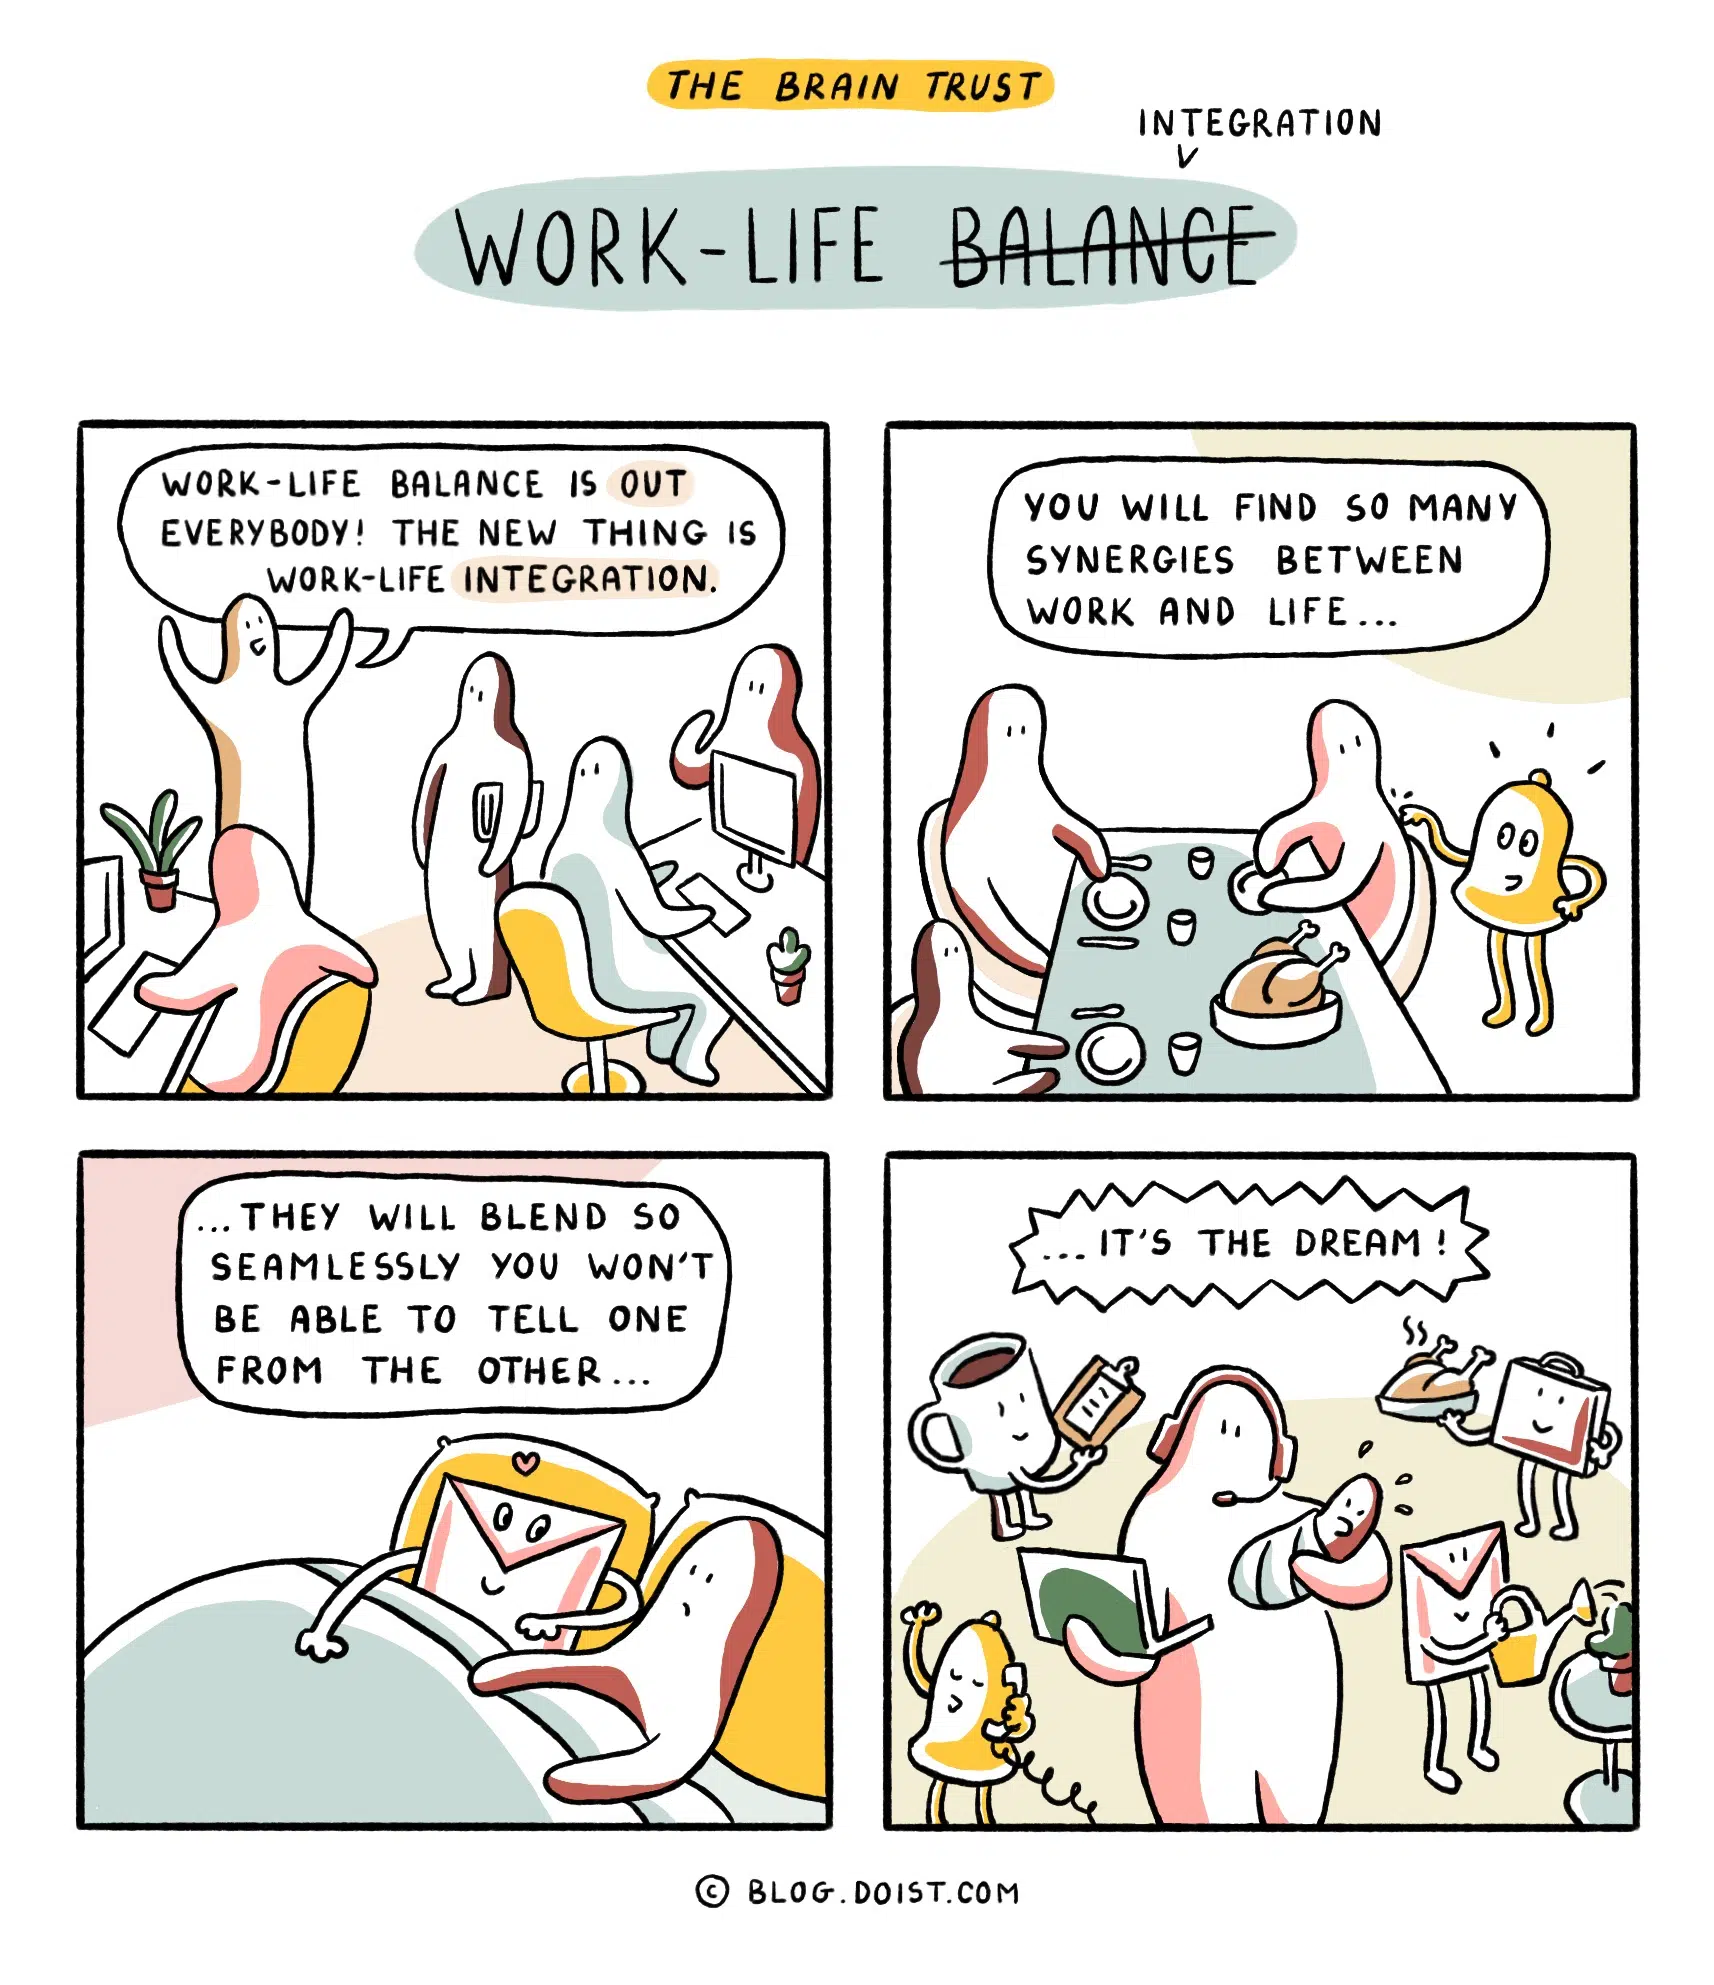 THE BRAIN TRUST
INTEGRATION
WORK-LIFE BALANCE
WORK-LIFE BALANCE IS OUT
EVERYBODY! THE NEW THING IS
WORK-LIFE INTEGRATION.
YOU WILL FIND SO MANY
SYNERGIES BETWEEN
WORK AND LIFE...
...THEY WILL BLEND SO
SEAMLESSLY YOU WON'T
BE ABLE TO TELL ONE
FROM THE OTHER...
...IT'S THE DREAM!
© BLOG.DOIST.COM